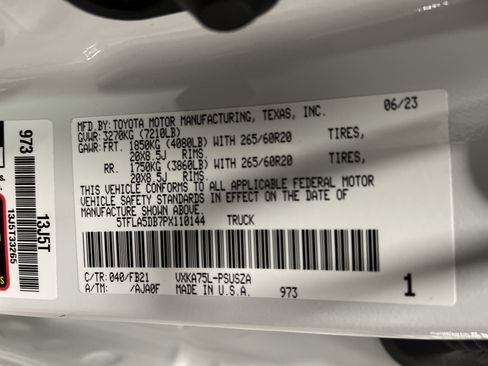 MFD. BY: TOYOTA MOTOR MANUFACTURING, TEXAS, INC. 06/23
GVWR: 3270KG (7210LB)
GAWR: FRT. 1850KG (4080LB) WITH 265/60R20 TIRES,
20X8.5J RIMS,
RR. 1750KG (3860LB) WITH 265/60R20 TIRES,
20X8.5J RIMS.
THIS VEHICLE CONFORMS TO ALL APPLICABLE FEDERAL MOTOR
VEHICLE SAFETY STANDARDS IN EFFECT ON THE DATE OF
MANUFACTURE SHOWN ABOVE
5TFLA5DB7PX110144 TRUCK
C/TR: 040/FB21 VXKA75L-PSUSZA
A/TM: /AJA0F MADE IN U.S.A. 973 1
973
13J5T
13J5T33265